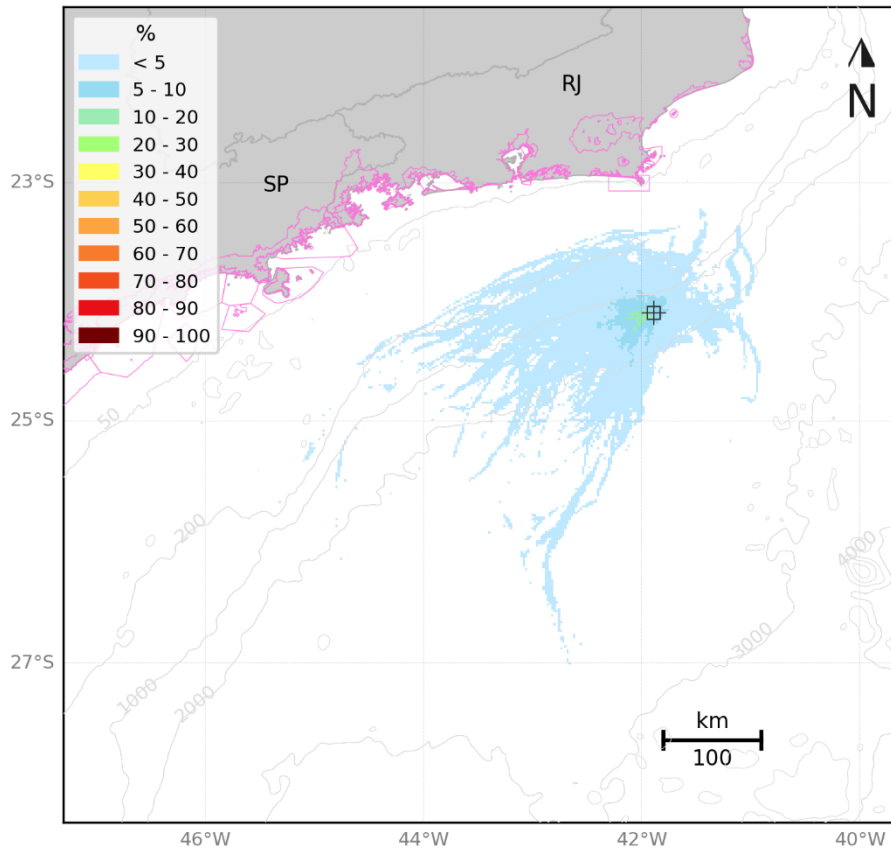 %
< 5
5 - 10
10 - 20
20 - 30
30 - 40
40 - 50
50 - 60
60 - 70
70 - 80
80 - 90
90 - 100
RJ
SP
N
23°S
25°S
27°S
50
200
1000
2000
3000
4000
km
100
46°W
44°W
42°W
40°W